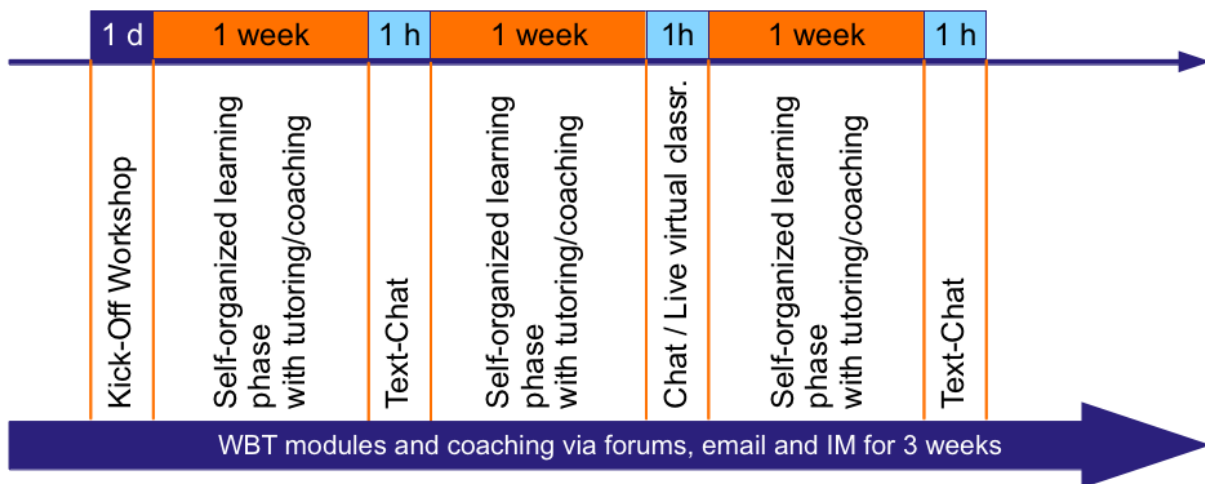 1 d
1 week
1 h
1 week
1h
1 week
1 h
Kick-Off Workshop
Self-organized learning
phase
with tutoring/coaching
Text-Chat
Self-organized learning
phase
with tutoring/coaching
Chat / Live virtual classr.
Self-organized learning
phase
with tutoring/coaching
Text-Chat
WBT modules and coaching via forums, email and IM for 3 weeks